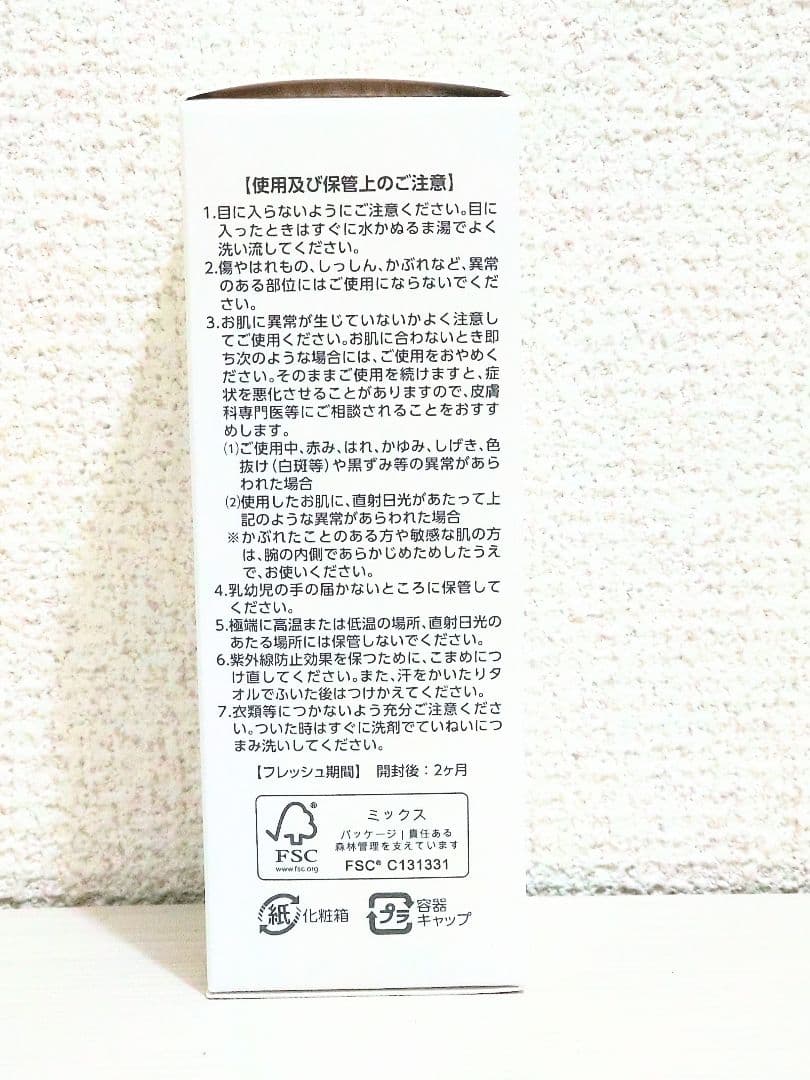 【使用及び保管上のご注意】
1.目に入らないようにご注意ください。目に
入ったときはすぐに水かぬるま湯でよく
洗い流してください。
2.傷やはれもの、しっしん、かぶれなど、異常
のある部位にはご使用にならないでくだ
さい。
3.お肌に異常が生じていないかよく注意し
てご使用ください。お肌に合わないとき即
ち次のような場合には、ご使用をおやめく
ださい。そのままご使用を続けますと、症
状を悪化させることがありますので、皮膚
科専門医等にご相談されることをおすす
めします。
⑴ご使用中、赤み、はれ、かゆみ、しげき、色
抜け(白斑等)や黒ずみ等の異常があら
われた場合
⑵使用したお肌に、直射日光があたって上
記のような異常があらわれた場合
※かぶれたことのある方や敏感な肌の方
は、腕の内側であらかじめためしたうえ
で、お使いください。
4.乳幼児の手の届かないところに保管して
ください。
5.極端に高温または低温の場所、直射日光の
あたる場所には保管しないでください。
6.紫外線防止効果を保つために、こまめにつ
け直してください。また、汗をかいたりタ
オルでふいた後はつけかえてください。
7.衣類等につかないよう充分ご注意くださ
い。ついた時はすぐに洗剤でていねいにつ
まみ洗いしてください。
【フレッシュ期間】 開封後：2ヶ月
FSC
www.fsc.org
ミックス
パッケージ | 責任ある
森林管理を支えています
FSC® C131331
紙 化粧箱
プラ 容器
キャップ